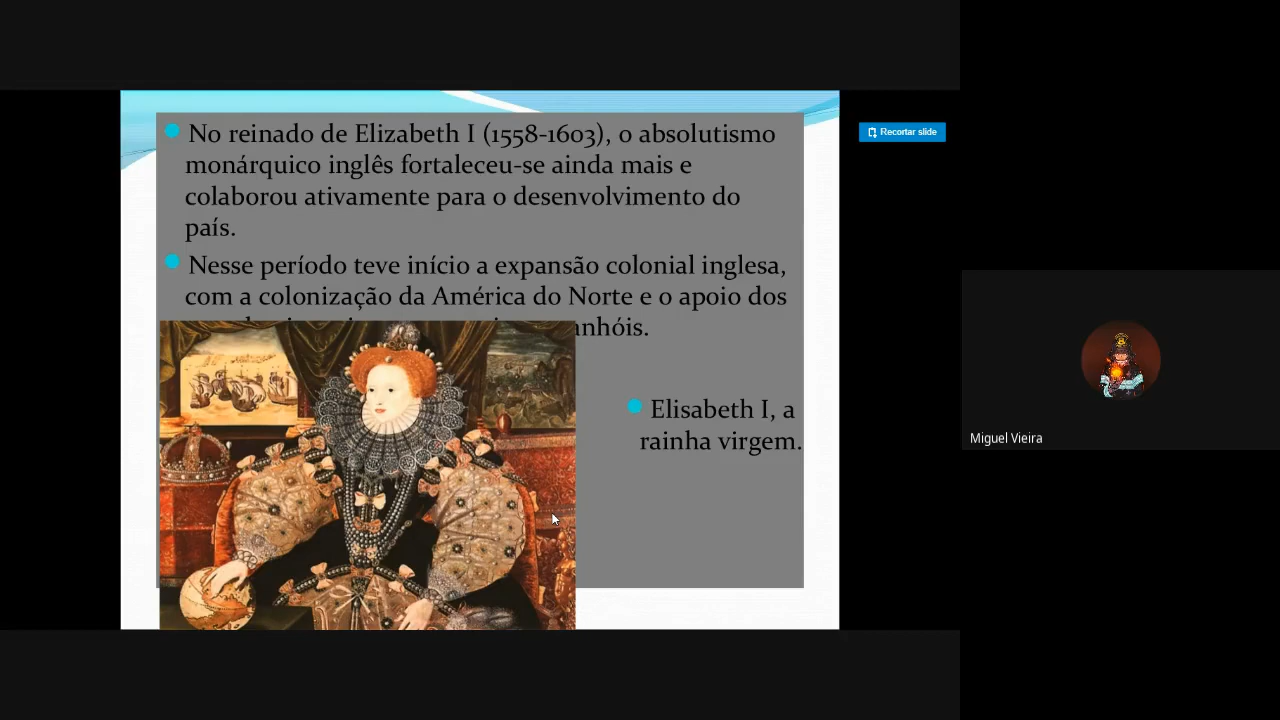 No reinado de Elizabeth I (1558-1603), o absolutismo
monárquico inglês fortaleceu-se ainda mais e
colaborou ativamente para o desenvolvimento do
país.
Nesse período teve início a expansão colonial inglesa,
com a colonização da América do Norte e o apoio dos
Elisabeth I, a
rainha virgem.
Recortar slide
Miguel Vieira